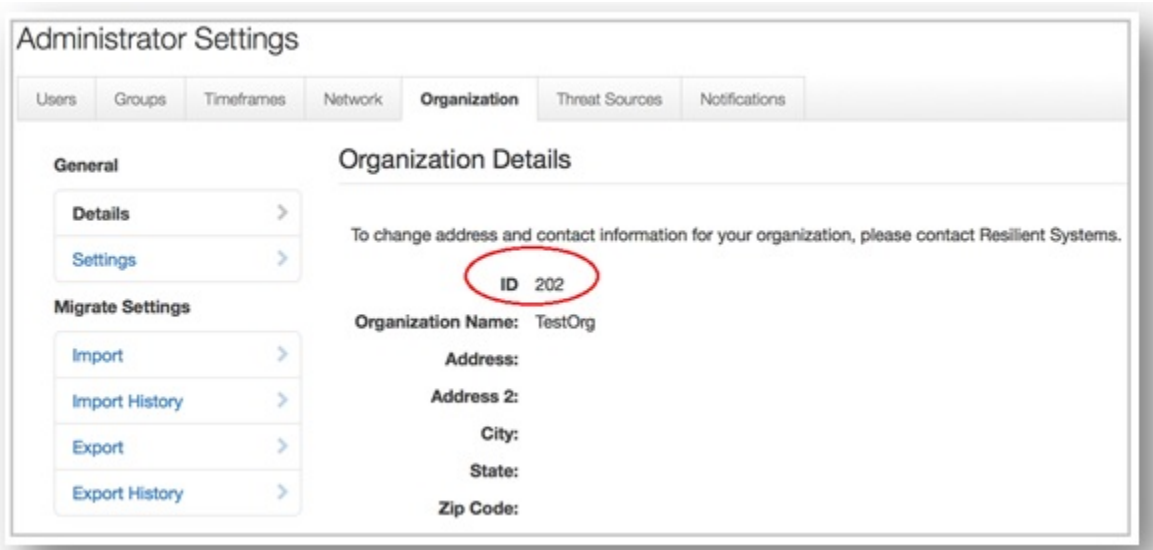 Administrator Settings
Users Groups Timeframes Network Organization Threat Sources Notifications
General
Details
Settings
Migrate Settings
Import
Import History
Export
Export History
Organization Details
To change address and contact information for your organization, please contact Resilient Systems.
ID 202
Organization Name: TestOrg
Address:
Address 2:
City:
State:
Zip Code: